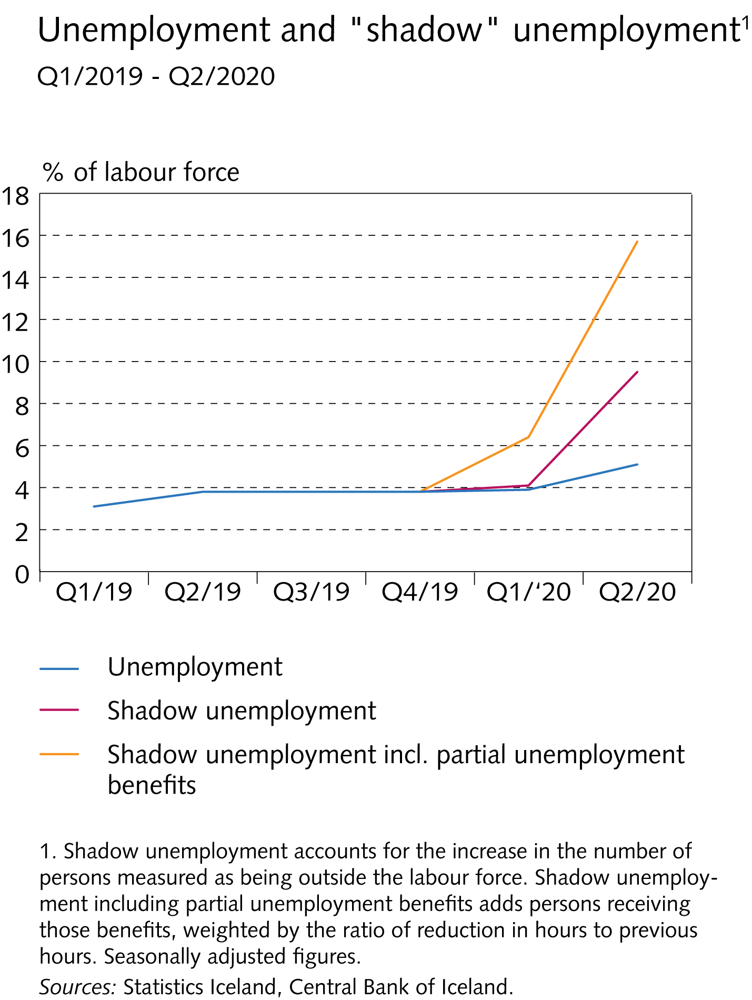 Unemployment and "shadow" unemployment¹
Q1/2019 - Q2/2020
% of labour force
18
16
14
12
10
8
6
4
2
0
Q1/19 Q2/19 Q3/19 Q4/19 Q1/‘20 Q2/20
Unemployment
Shadow unemployment
Shadow unemployment incl. partial unemployment
benefits
1. Shadow unemployment accounts for the increase in the number of
persons measured as being outside the labour force. Shadow unemploy-
ment including partial unemployment benefits adds persons receiving
those benefits, weighted by the ratio of reduction in hours to previous
hours. Seasonally adjusted figures.
Sources: Statistics Iceland, Central Bank of Iceland.